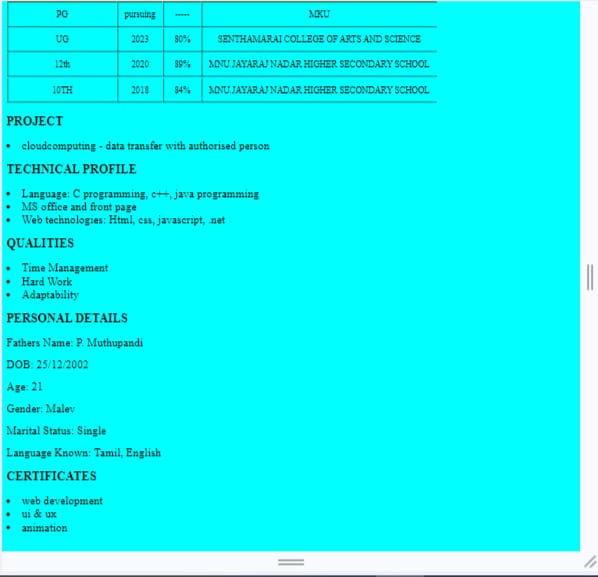 PG pursuing ----- MKU
UG 2023 80% SENTHAMARAI COLLEGE OF ARTS AND SCIENCE
12th 2020 89% MNU.JAYARAJ NADAR HIGHER SECONDARY SCHOOL
10TH 2018 84% MNU.JAYARAJ NADAR HIGHER SECONDARY SCHOOL
PROJECT
• cloudcomputing - data transfer with authorised person
TECHNICAL PROFILE
• Language: C programming, c++, java programming
• MS office and front page
• Web technologies: Html, css, javascript, .net
QUALITIES
• Time Management
• Hard Work
• Adaptability
PERSONAL DETAILS
Fathers Name: P. Muthupandi
DOB: 25/12/2002
Age: 21
Gender: Malev
Marital Status: Single
Language Known: Tamil, English
CERTIFICATES
• web development
• ui & ux
• animation